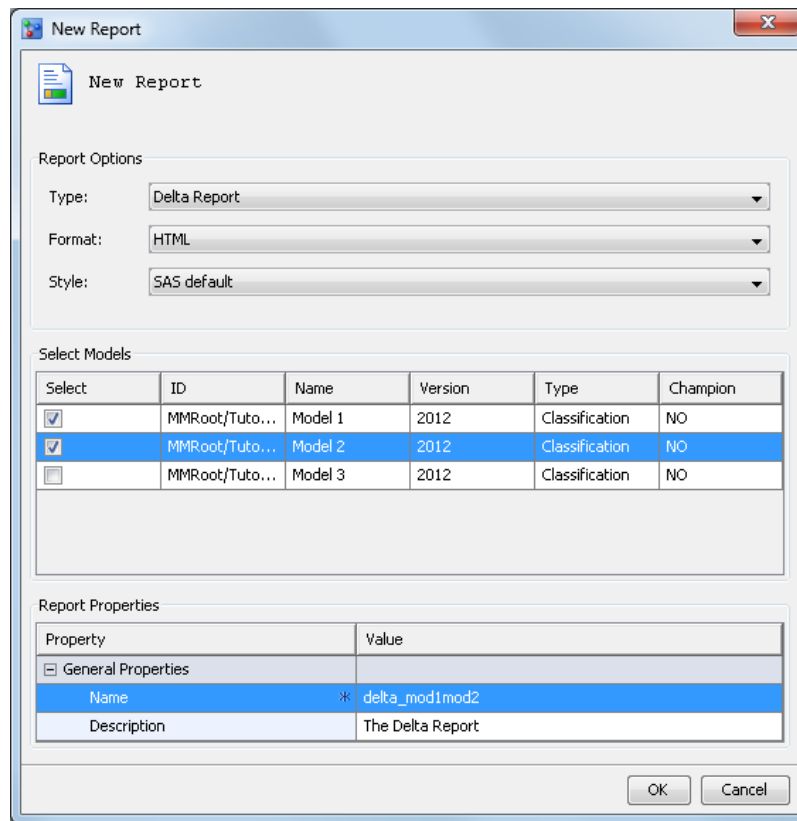 New Report
New Report
Report Options
Type: Delta Report
Format: HTML
Style: SAS default
Select Models
Select ID Name Version Type Champion
MMRoot/Tuto... Model 1 2012 Classification NO
MMRoot/Tuto... Model 2 2012 Classification NO
MMRoot/Tuto... Model 3 2012 Classification NO
Report Properties
Property Value
General Properties
Name * delta_mod1mod2
Description The Delta Report
OK Cancel